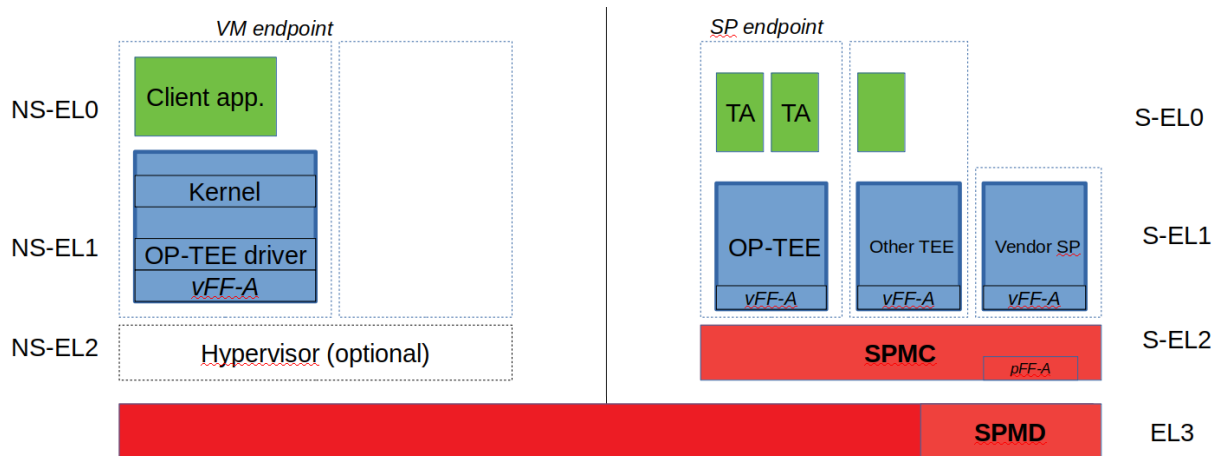 VM endpoint
SP endpoint
NS-EL0
Client app.
TA
TA
S-EL0
Kernel
NS-EL1
OP-TEE driver
vFF-A
OP-TEE
Other TEE
Vendor SP
S-EL1
vFF-A
vFF-A
vFF-A
NS-EL2
Hypervisor (optional)
SPMC
pFF-A
S-EL2
SPMD
EL3